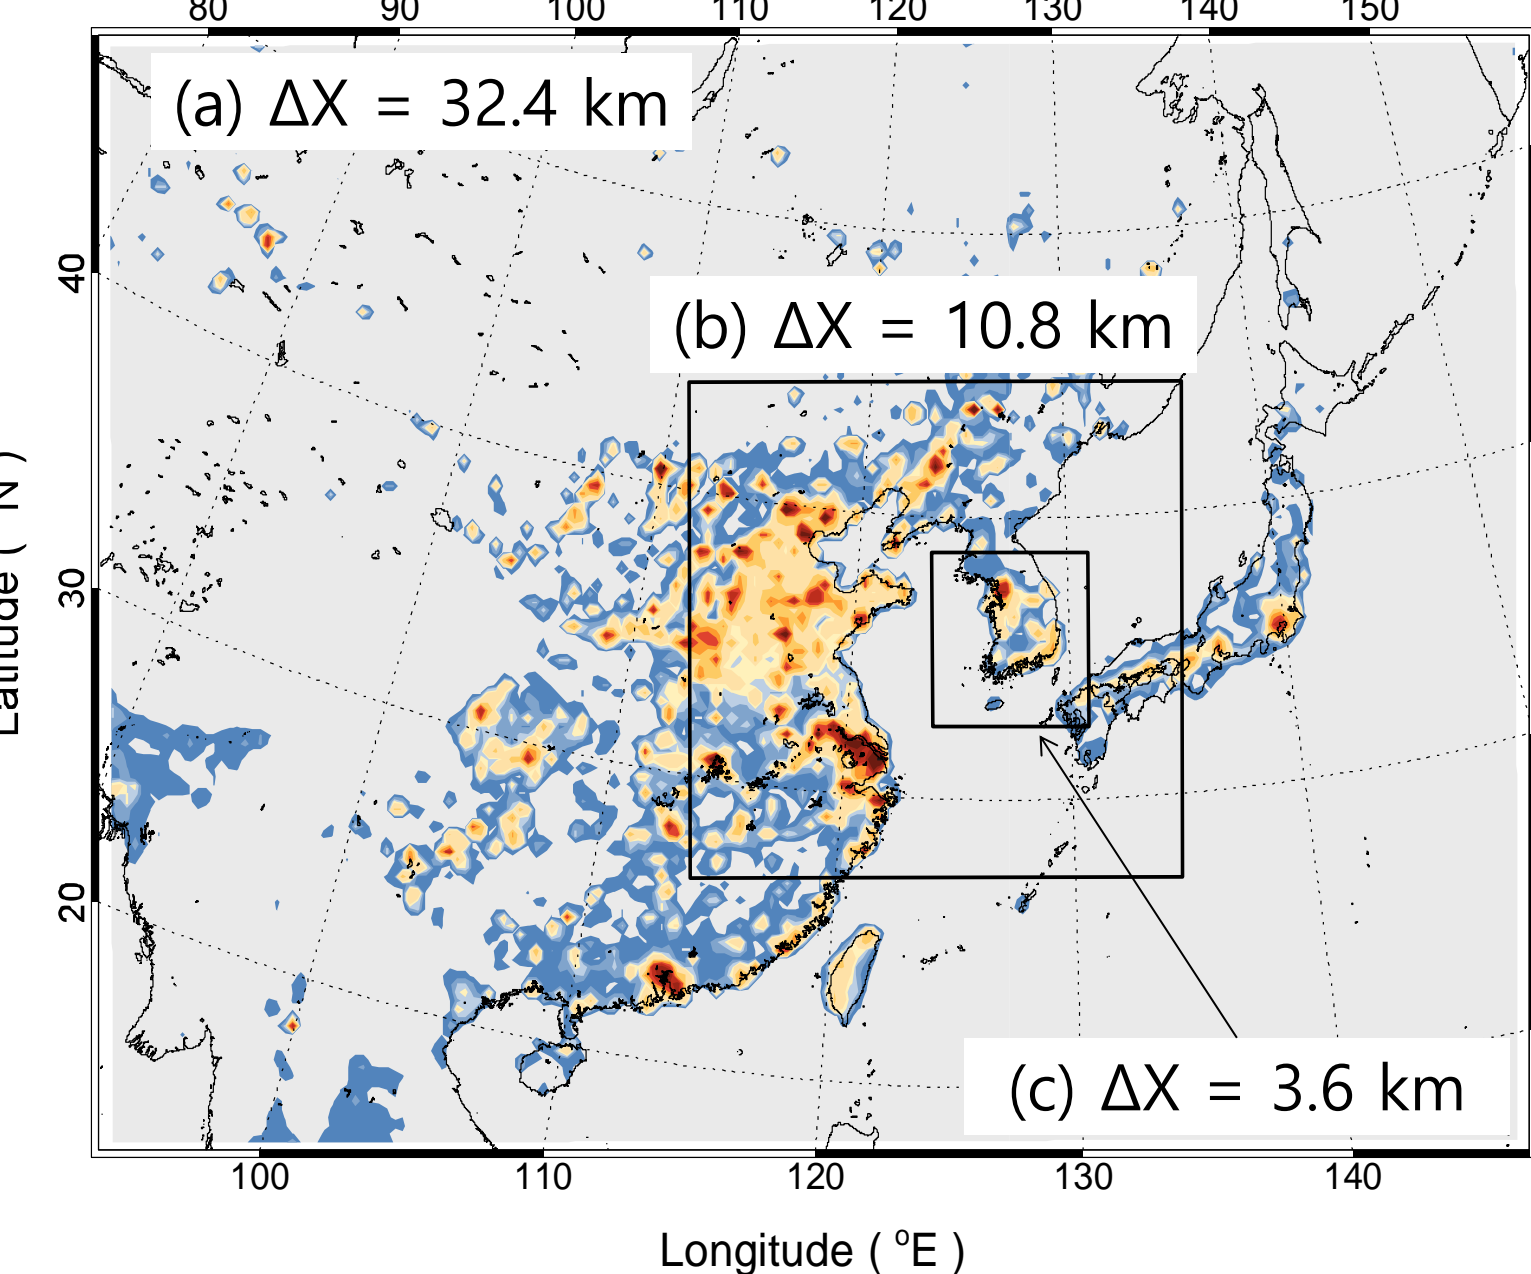 80 90 100 110 120 130 140 150
(a) ΔX = 32.4 km
40
(b) ΔX = 10.8 km
30
Latitude ( N )
20
(c) ΔX = 3.6 km
100 110 120 130 140
Longitude ( °E )